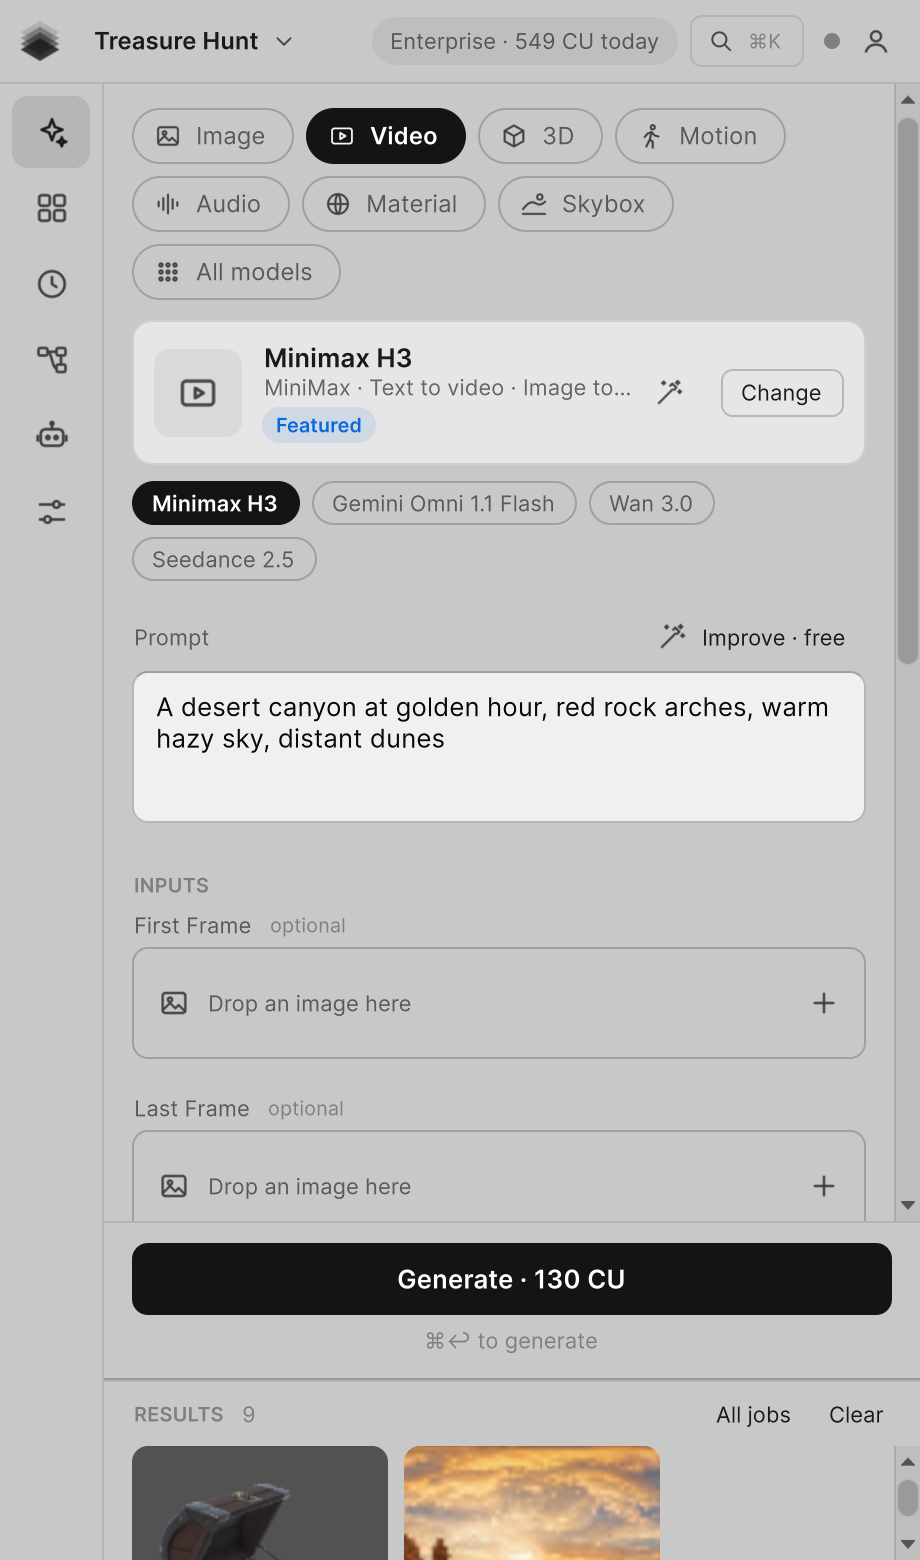 Treasure Hunt
Enterprise · 549 CU today
⌘K
Image
Video
3D
Motion
Audio
Material
Skybox
All models
Minimax H3
MiniMax · Text to video · Image to...
Featured
Change
Minimax H3
Gemini Omni 1.1 Flash
Wan 3.0
Seedance 2.5
Prompt
Improve · free
A desert canyon at golden hour, red rock arches, warm
hazy sky, distant dunes
INPUTS
First Frame optional
Drop an image here
Last Frame optional
Drop an image here
Generate · 130 CU
⌘↩ to generate
RESULTS 9
All jobs
Clear